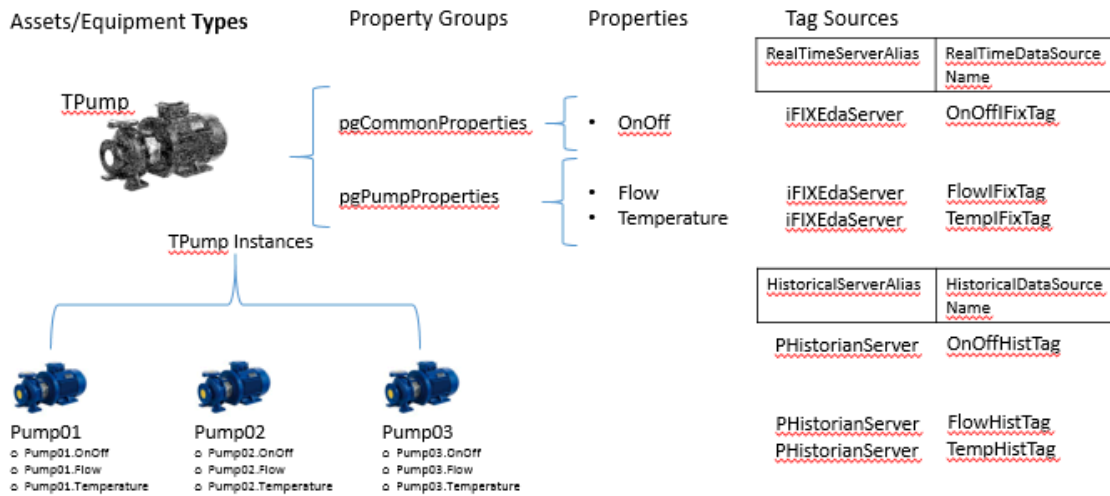 Assets/Equipment Types
Property Groups
Properties
Tag Sources
RealTimeServerAlias
RealTimeDataSource
Name
TPump
pgCommonProperties
• OnOff
iFIXEdaServer
OnOffIFixTag
pgPumpProperties
• Flow
• Temperature
iFIXEdaServer
FlowIFixTag
iFIXEdaServer
TempIFixTag
TPump Instances
HistoricalServerAlias
HistoricalDataSource
Name
PHistorianServer
OnOffHistTag
PHistorianServer
FlowHistTag
PHistorianServer
TempHistTag
Pump01
o Pump01.OnOff
o Pump01.Flow
o Pump01.Temperature
Pump02
o Pump02.OnOff
o Pump02.Flow
o Pump02.Temperature
Pump03
o Pump03.OnOff
o Pump03.Flow
o Pump03.Temperature